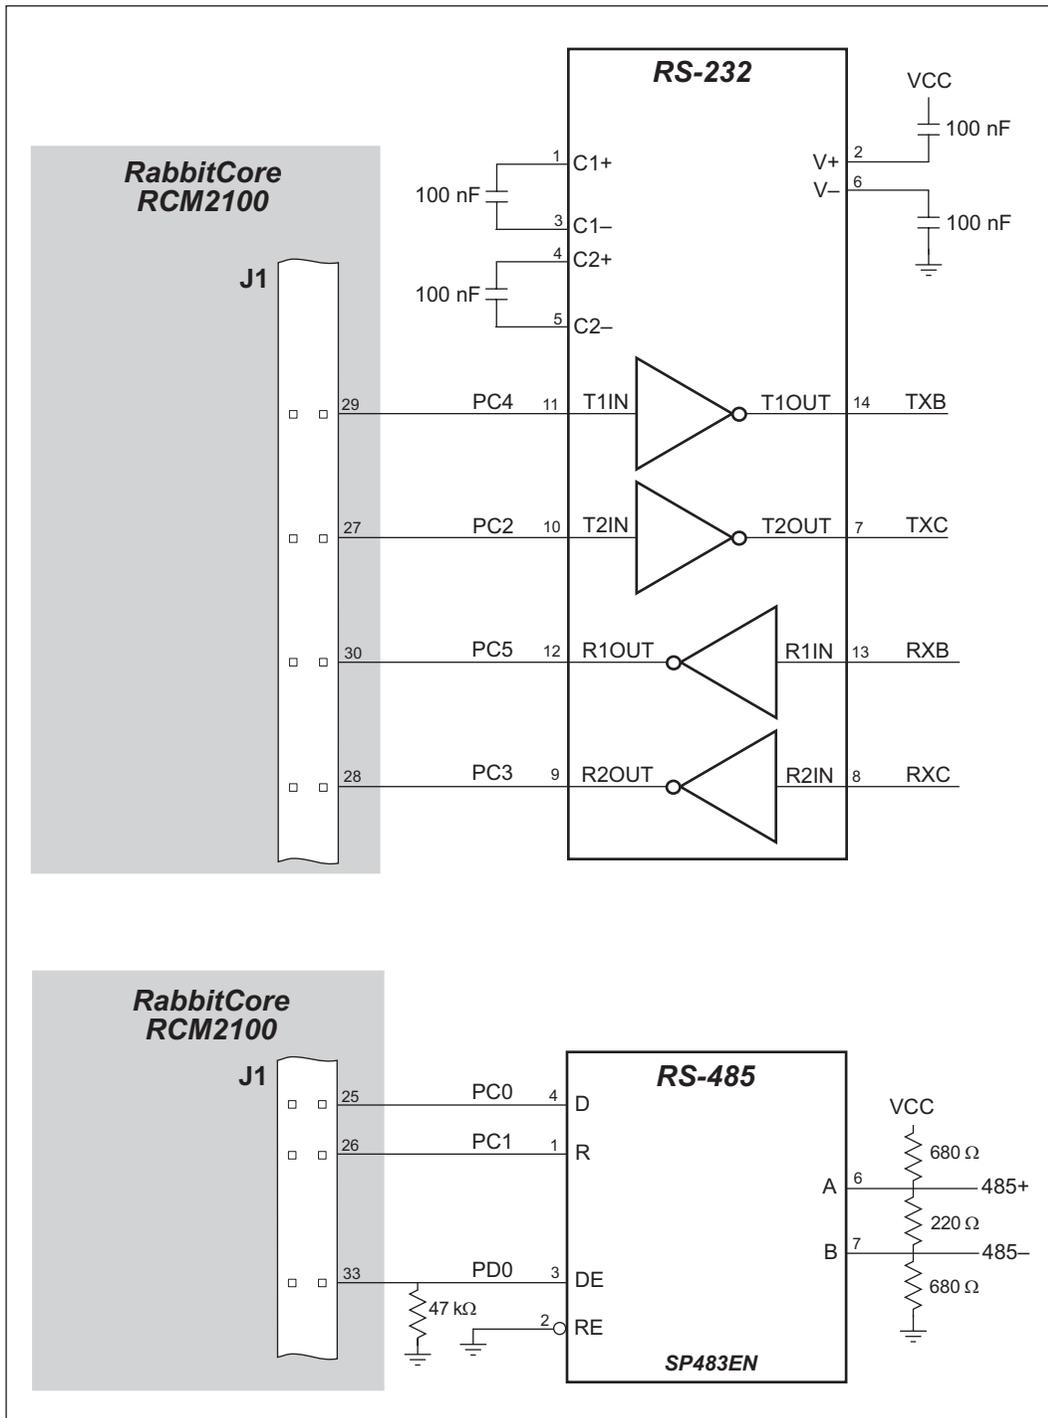 RS-232
VCC
100 nF
RabbitCore
RCM2100
1 C1+
V+ 2
V– 6
100 nF
3 C1–
100 nF
4 C2+
J1
100 nF
5 C2–
29 PC4 11 T1IN T1OUT 14 TXB
27 PC2 10 T2IN T2OUT 7 TXC
30 PC5 12 R1OUT R1IN 13 RXB
28 PC3 9 R2OUT R2IN 8 RXC
RabbitCore
RCM2100
J1
RS-485
25 PC0 4 D
VCC
26 PC1 1 R
680 Ω
A 6 485+
220 Ω
B 7 485–
33 PD0 3 DE
680 Ω
47 kΩ
2 RE
SP483EN